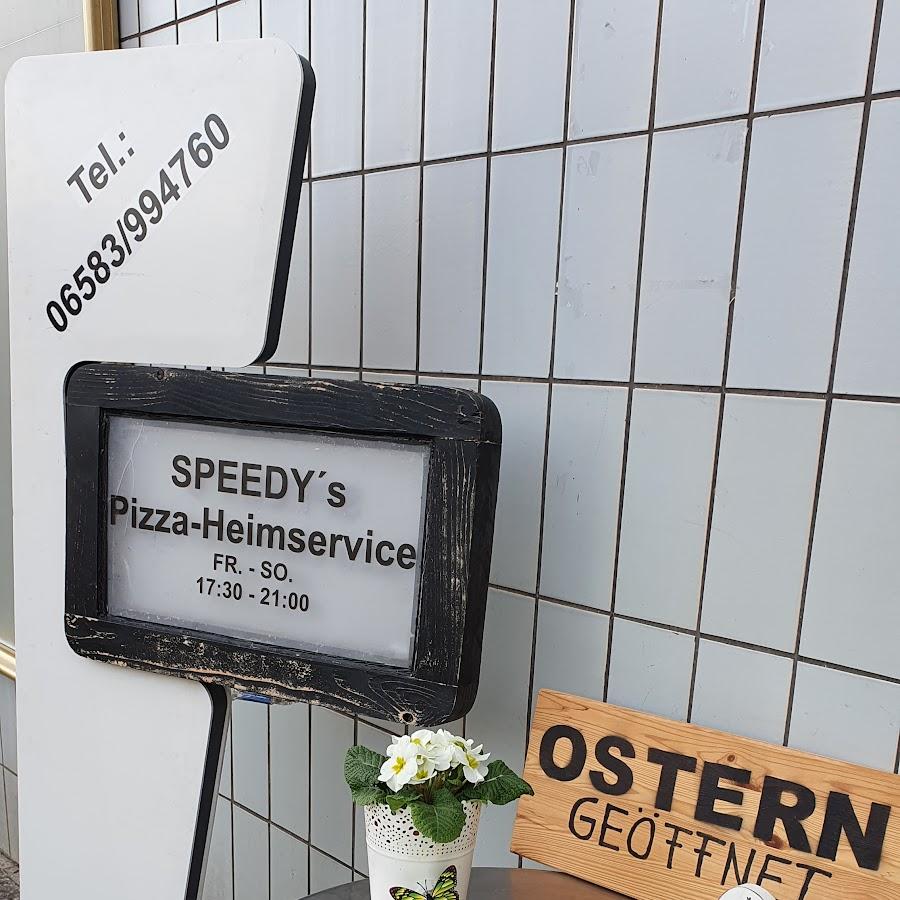 Tel.:
06583/994760
SPEEDY´s
Pizza-Heimservice
FR. - SO.
17:30 - 21:00
OSTERN
GEÖFFNET